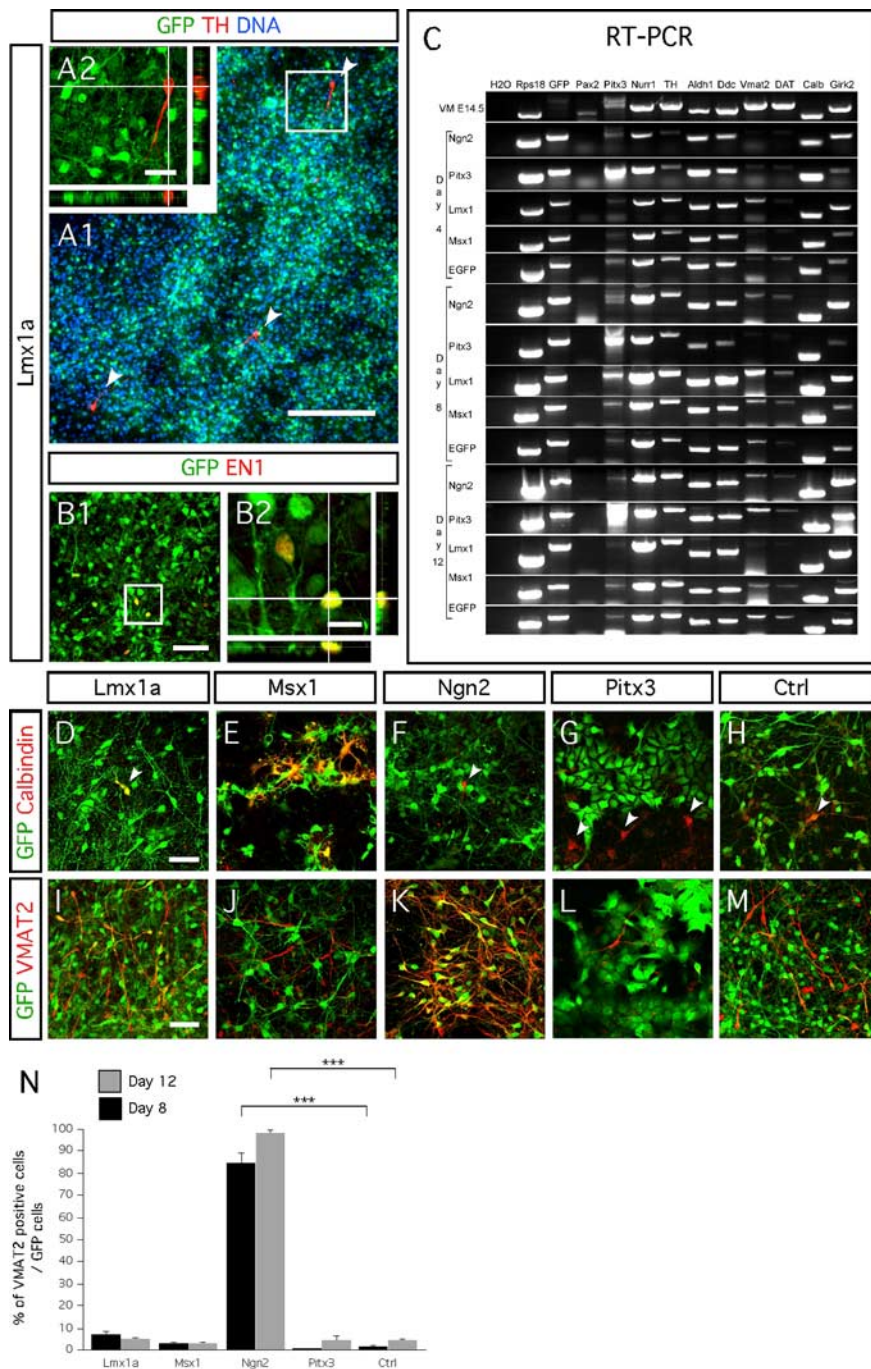 GFP TH DNA
Lmx1a
A2
A1
GFP EN1
B1
B2
C
RT-PCR
H2O Rps18 GFP Pax2 Pitx3 Nurr1 TH Aldh1 Ddc Vmat2 DAT Calb Girk2
VM E14.5
Day 4
Ngn2
Pitx3
Lmx1
Msx1
EGFP
Day 8
Ngn2
Pitx3
Lmx1
Msx1
EGFP
Day 12
Ngn2
Pitx3
Lmx1
Msx1
EGFP
Lmx1a
Msx1
Ngn2
Pitx3
Ctrl
GFP Calbindin
D
E
F
G
H
GFP VMAT2
I
J
K
L
M
N
Day 12
Day 8
***
***
% of VMAT2 positive cells
/ GFP cells
100
90
80
70
60
50
40
30
20
10
0
Lmx1a
Msx1
Ngn2
Pitx3
Ctrl